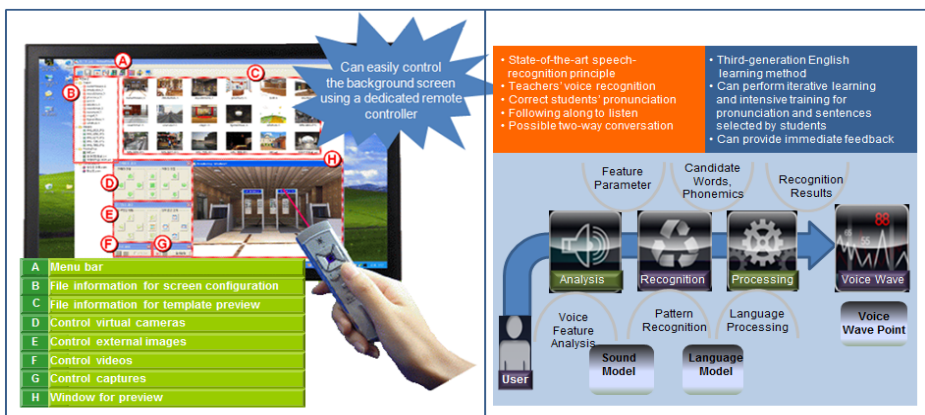 Can easily control
the background screen
using a dedicated remote
controller
A
B
C
D
E
F
G
H
A Menu bar
B File information for screen configuration
C File information for template preview
D Control virtual cameras
E Control external images
F Control videos
G Control captures
H Window for preview
• State-of-the-art speech-
recognition principle
• Teachers' voice recognition
• Correct students' pronunciation
• Following along to listen
• Possible two-way conversation
• Third-generation English
learning method
• Can perform iterative learning
and intensive training for
pronunciation and sentences
selected by students
• Can provide immediate feedback
Feature
Parameter
Candidate
Words,
Phonemics
Recognition
Results
Analysis
Recognition
Processing
88
55
Voice Wave
Voice
Feature
Analysis
Pattern
Recognition
Language
Processing
Voice
Wave Point
Sound
Model
Language
Model
User